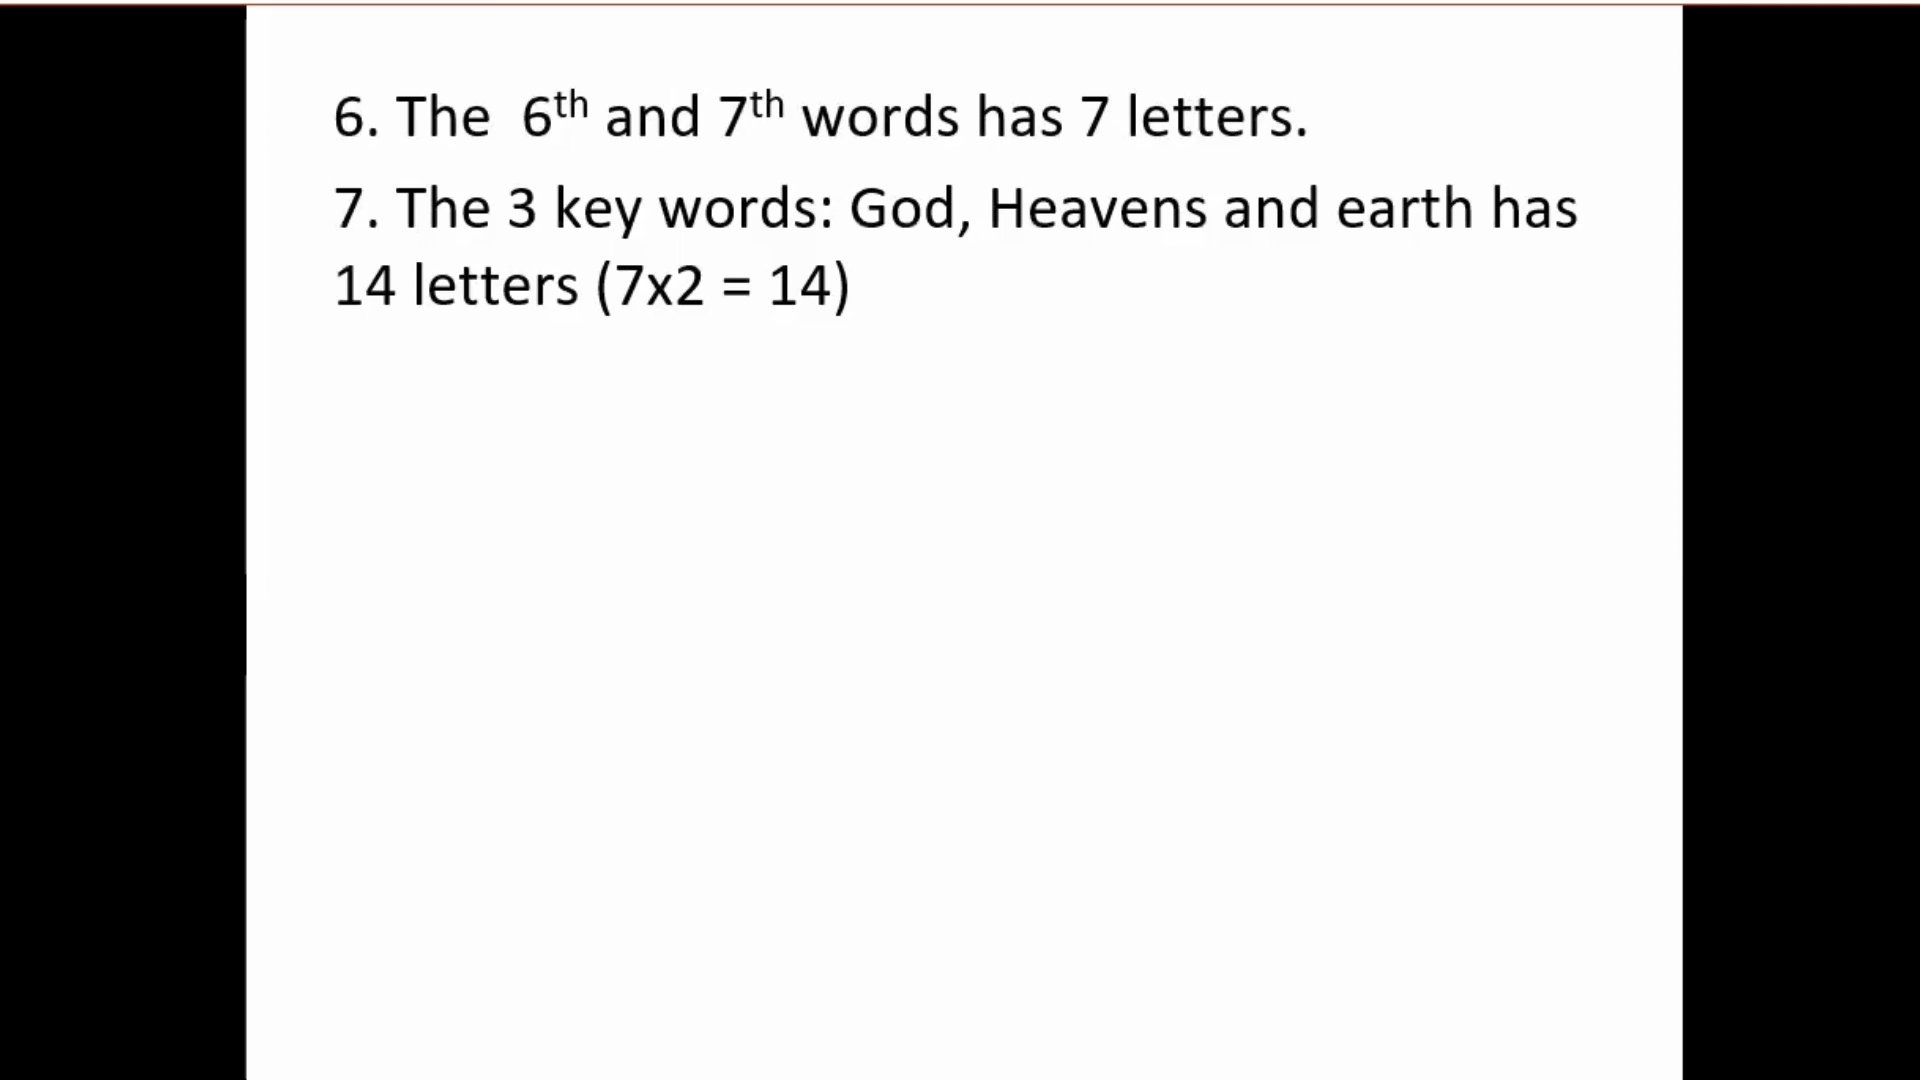 6. The 6th and 7th words has 7 letters.
7. The 3 key words: God, Heavens and earth has
14 letters (7x2 = 14)